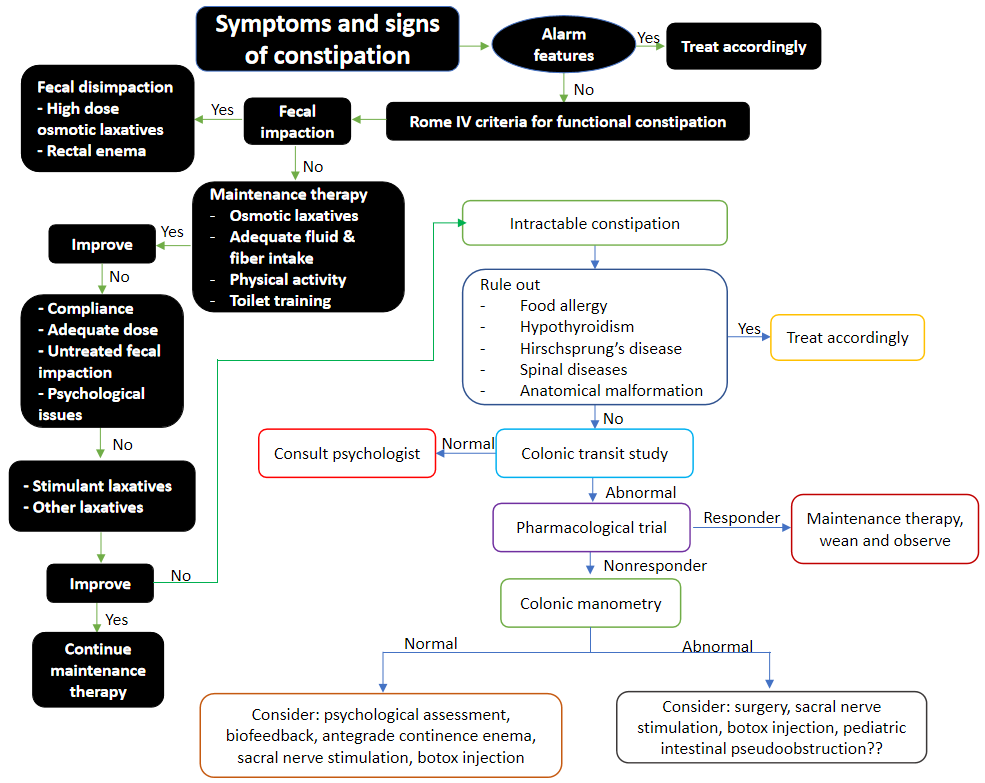 Symptoms and signs
of constipation
Alarm
features
Yes
Treat accordingly
No
Rome IV criteria for functional constipation
Fecal
impaction
Yes
Fecal disimpaction
- High dose
osmotic laxatives
- Rectal enema
No
Maintenance therapy
- Osmotic laxatives
- Adequate fluid &
fiber intake
- Physical activity
- Toilet training
Yes
Improve
No
- Compliance
- Adequate dose
- Untreated fecal
impaction
- Psychological
issues
No
- Stimulant laxatives
- Other laxatives
Improve
No
Yes
Continue
maintenance
therapy
Intractable constipation
Rule out
- Food allergy
- Hypothyroidism
- Hirschsprung’s disease
- Spinal diseases
- Anatomical malformation
Yes
Treat accordingly
No
Colonic transit study
Normal
Consult psychologist
Abnormal
Pharmacological trial
Responder
Maintenance therapy,
wean and observe
Nonresponder
Colonic manometry
Normal
Abnormal
Consider: psychological assessment,
biofeedback, antegrade continence enema,
sacral nerve stimulation, botox injection
Consider: surgery, sacral nerve
stimulation, botox injection, pediatric
intestinal pseudoobstruction??